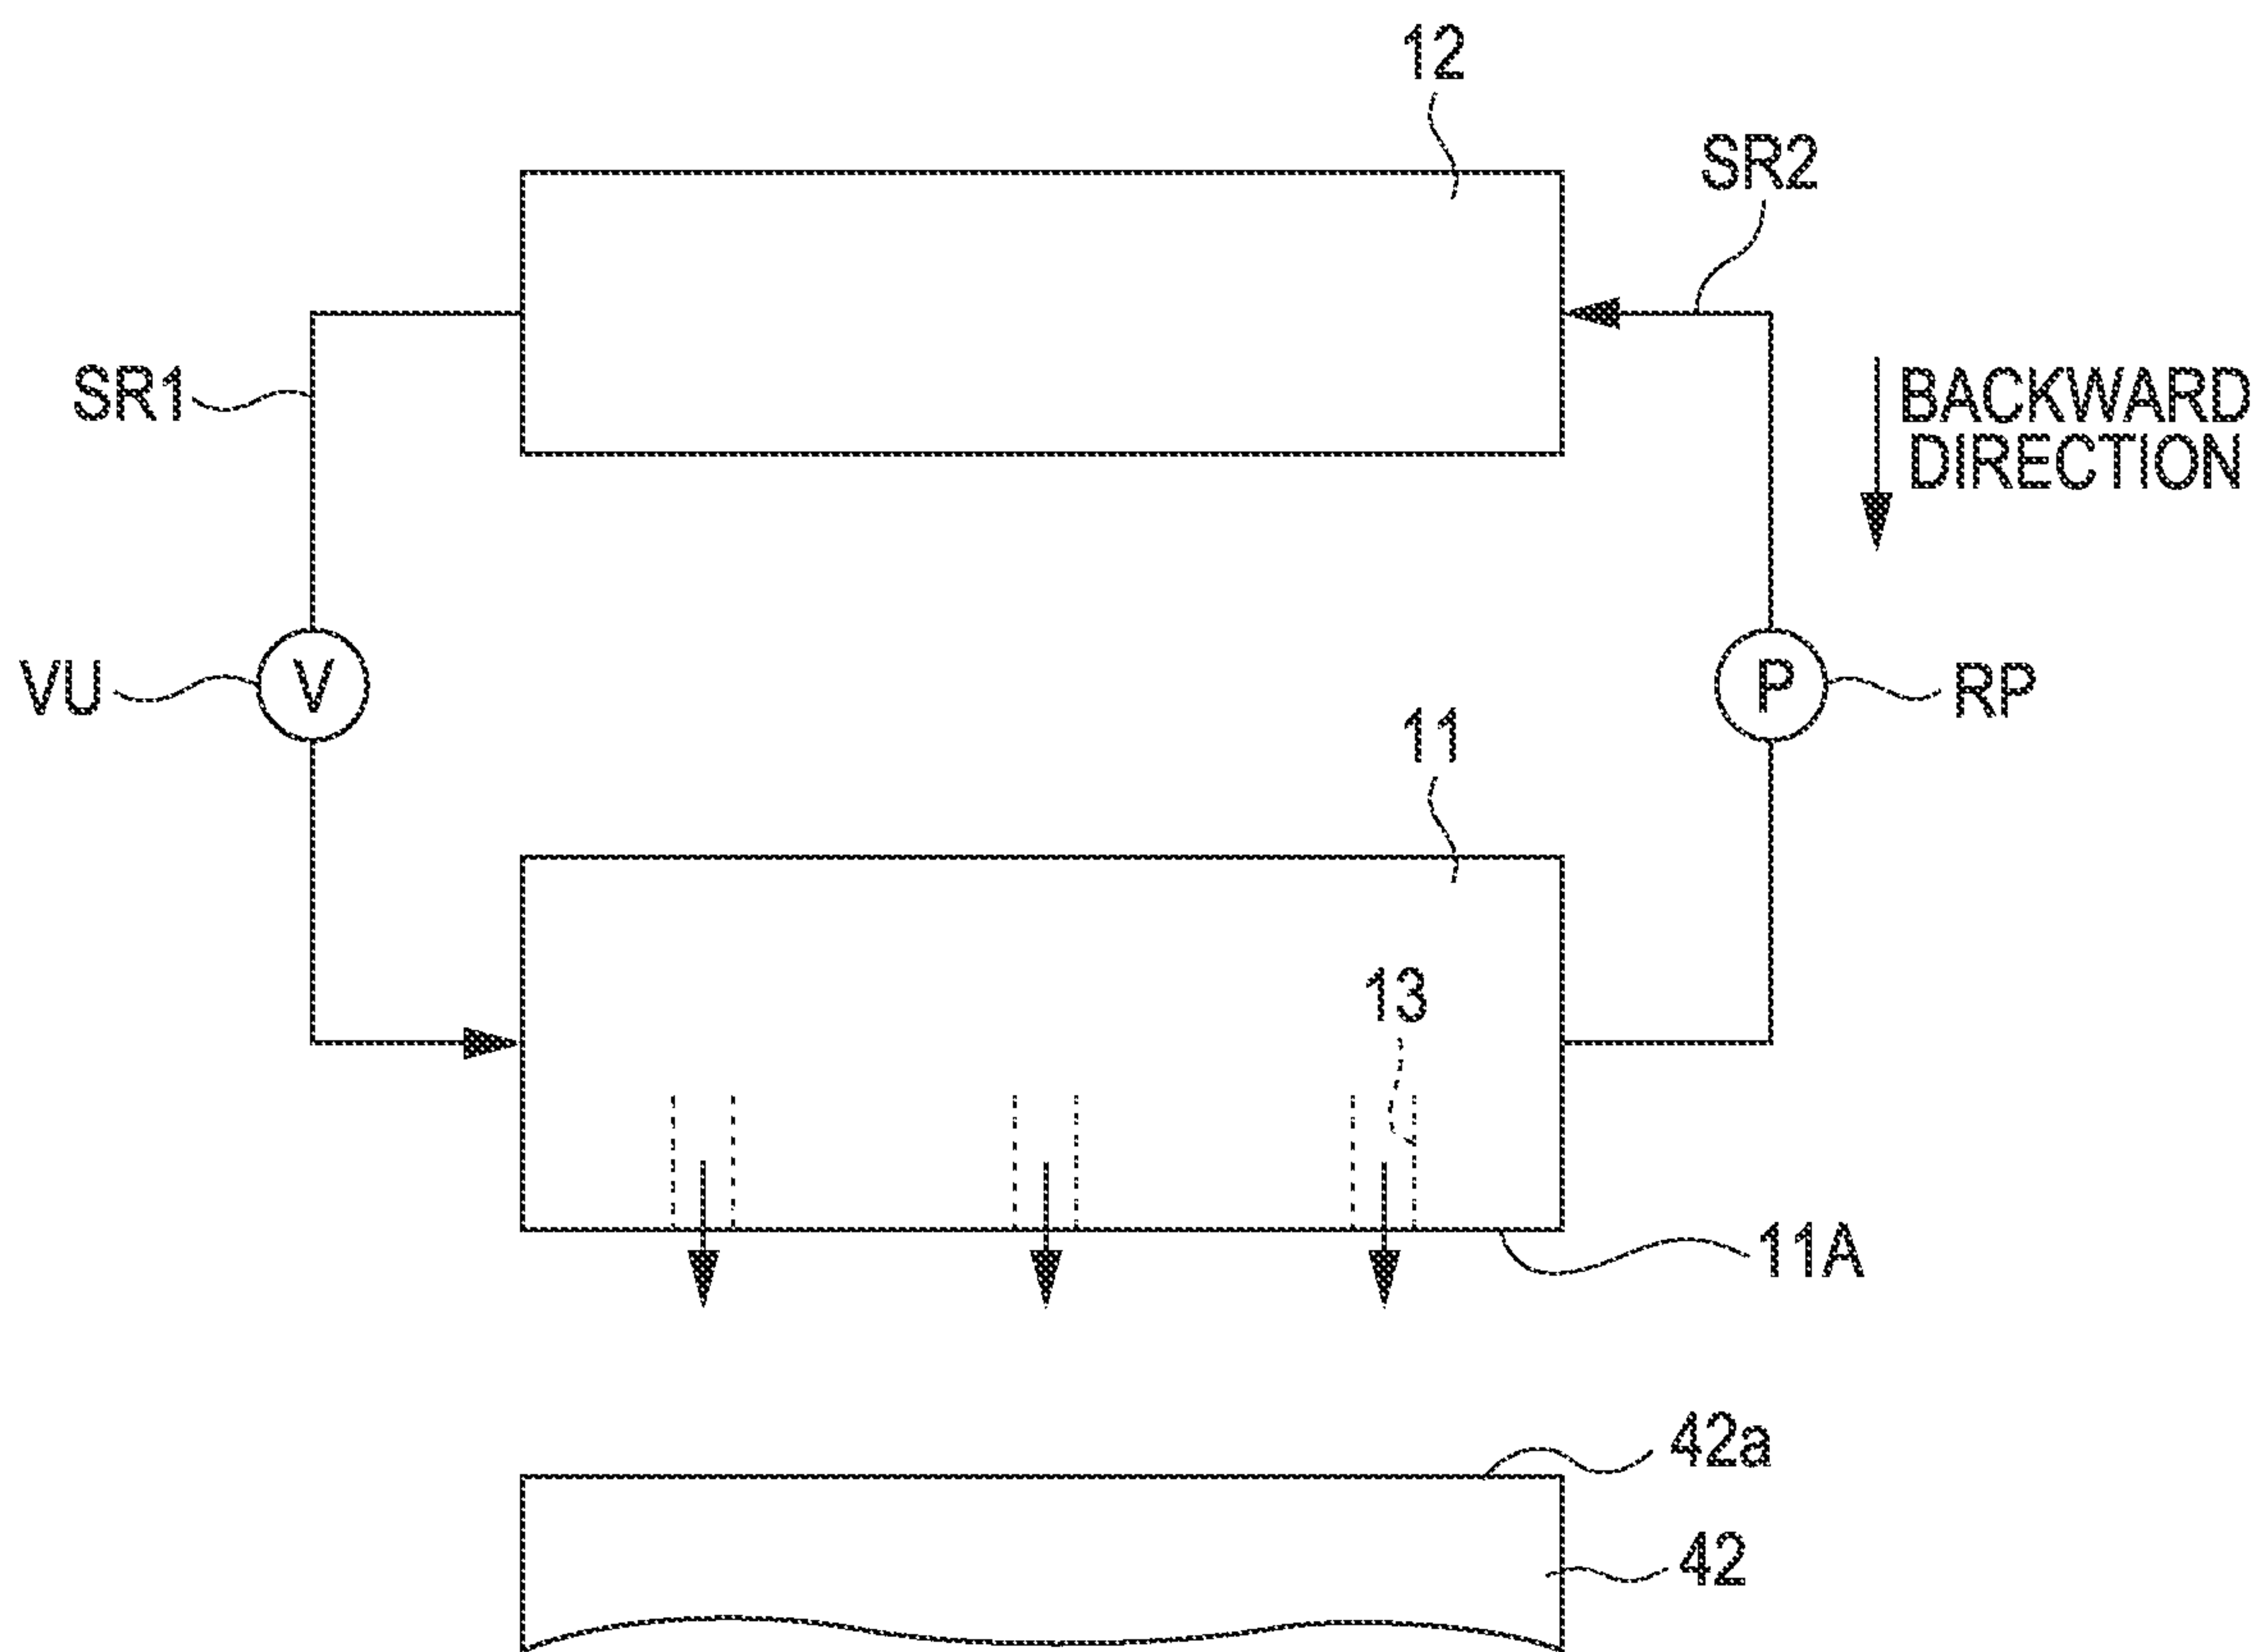 12
SR2
SR1
BACKWARD
DIRECTION
VU
V
P
RP
11
13
11A
42a
42